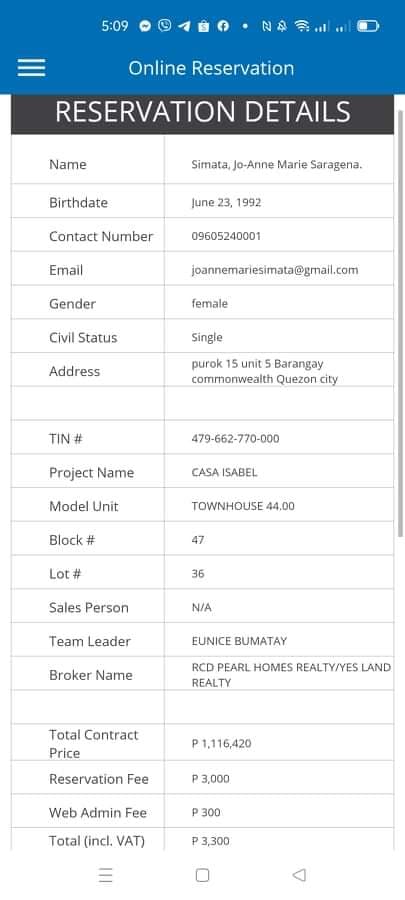 5:09
Online Reservation
RESERVATION DETAILS
Name Simata, Jo-Anne Marie Saragena.
Birthdate June 23, 1992
Contact Number 09605240001
Email joannemariesimata@gmail.com
Gender female
Civil Status Single
Address purok 15 unit 5 Barangay
commonwealth Quezon city
TIN # 479-662-770-000
Project Name CASA ISABEL
Model Unit TOWNHOUSE 44.00
Block # 47
Lot # 36
Sales Person N/A
Team Leader EUNICE BUMATAY
Broker Name RCD PEARL HOMES REALTY/YES LAND
REALTY
Total Contract
Price P 1,116,420
Reservation Fee P 3,000
Web Admin Fee P 300
Total (incl. VAT) P 3,300